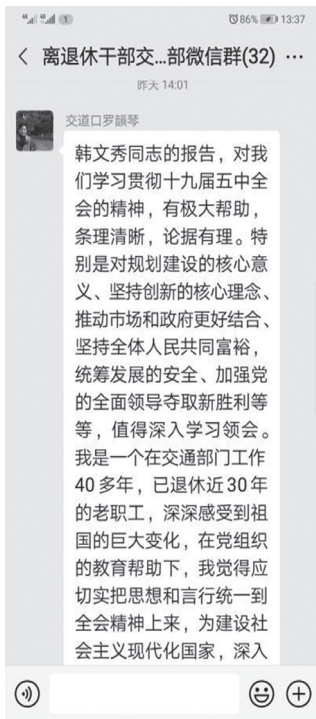 86% 13:37
离退休干部交...部微信群(32)
昨天 14:01
交道口罗韻琴
韩文秀同志的报告，对我
们学习贯彻十九届五中全
会的精神，有极大帮助，
条理清晰，论据有理。特
别是对规划建设的核心意
义、坚持创新的核心理念、
推动市场和政府更好结合、
坚持全体人民共同富裕，
统筹发展的安全、加强党
的全面领导夺取新胜利等
等，值得深入学习领会。
我是一个在交通部门工作
40多年，已退休近30年
的老职工，深深感受到祖
国的巨大变化，在党组织
的教育帮助下，我觉得应
切实把思想和言行统一到
全会精神上来，为建设社
会主义现代化国家，深入